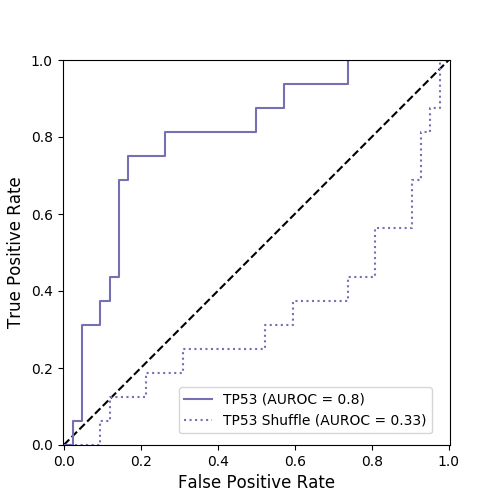 1.0
0.8
0.6
0.4
0.2
0.0
True Positive Rate
TP53 (AUROC = 0.8)
TP53 Shuffle (AUROC = 0.33)
0.0 0.2 0.4 0.6 0.8 1.0
False Positive Rate